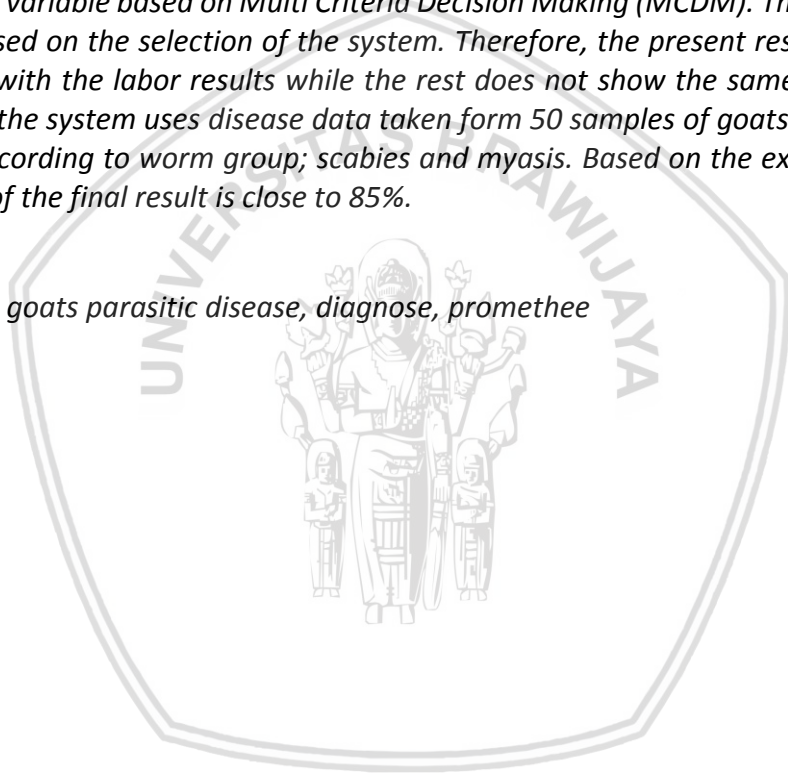 variable based on Multi Criteria Decision Making (MCDM). Th
sed on the selection of the system. Therefore, the present res
with the labor results while the rest does not show the same
the system uses disease data taken form 50 samples of goats
cording to worm group; scabies and myasis. Based on the ex
of the final result is close to 85%.
goats parasitic disease, diagnose, promethee
UNIVERSITAS BRAWIJAYA